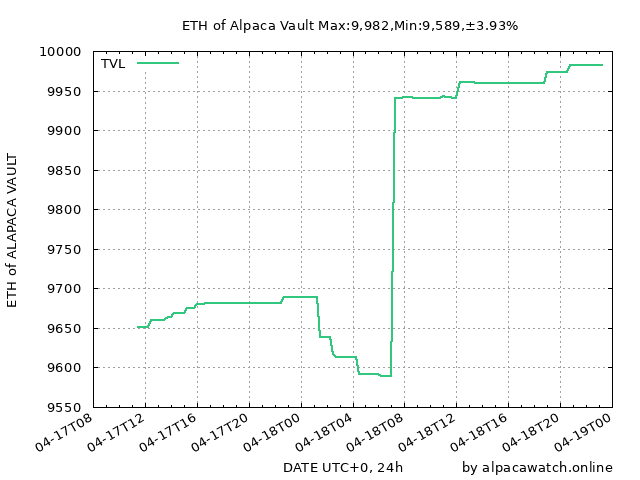 ETH of Alpaca Vault Max:9,982,Min:9,589,±3.93%
TVL
10000
9950
9900
9850
9800
9750
9700
9650
9600
9550
ETH of ALAPACA VAULT
04-17T08
04-17T12
04-17T16
04-17T20
04-18T00
04-18T04
04-18T08
04-18T12
04-18T16
04-18T20
04-19T00
DATE UTC+0, 24h
by alpacawatch.online